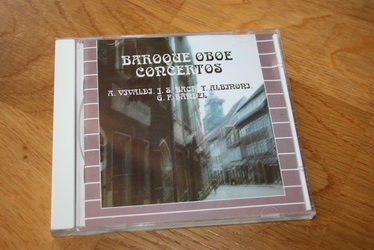 BAROQUE OBOE
CONCERTOS
A. VIVALDI, J. S. BACH, T. ALBINONI,
G. F. HANDEL